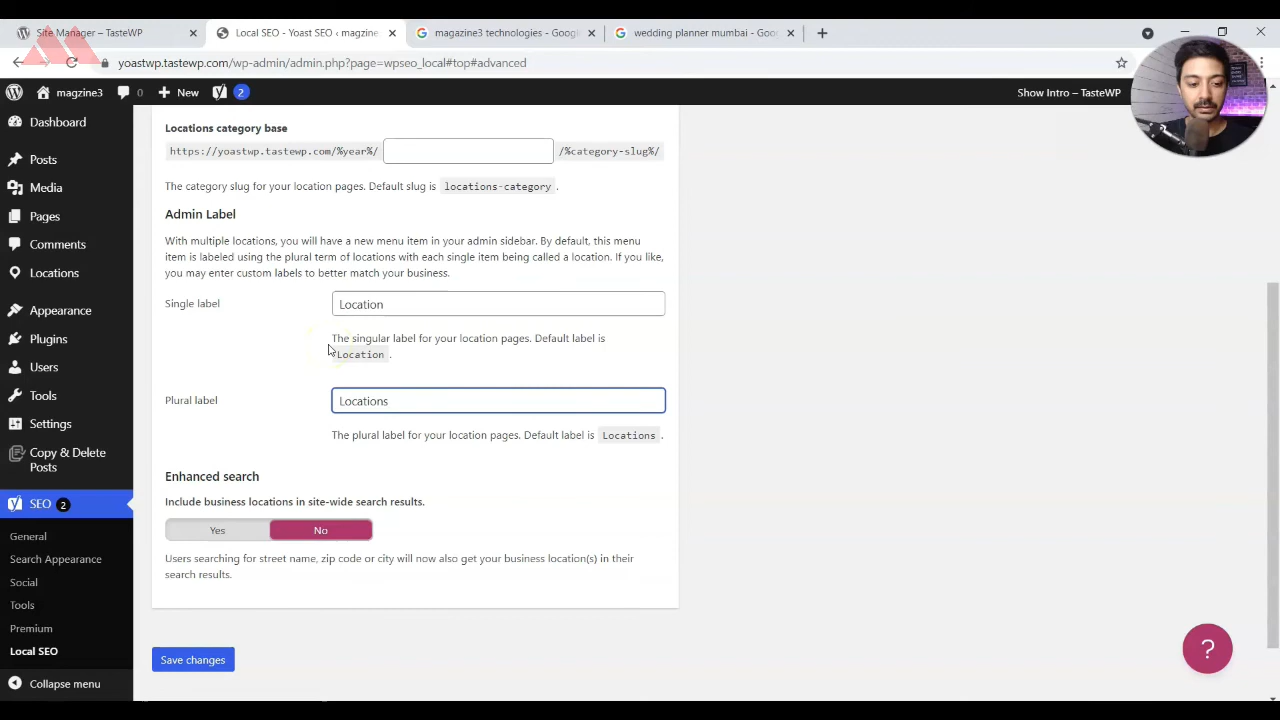 Site Manager – TasteWP
Local SEO - Yoast SEO ‹ magzine
magzine3 technologies - Google
wedding planner mumbai - Goo
yoastwp.tastewp.com/wp-admin/admin.php?page=wpseo_local#top#advanced
magzine3
0
New
2
Show Intro – TasteWP
Dashboard
Posts
Media
Pages
Comments
Locations
Appearance
Plugins
Users
Tools
Settings
Copy & Delete
Posts
SEO 2
General
Search Appearance
Social
Tools
Premium
Local SEO
Collapse menu
Locations category base
https://yoastwp.tastewp.com/%year%/ /%category-slug%/
The category slug for your location pages. Default slug is locations-category .
Admin Label
With multiple locations, you will have a new menu item in your admin sidebar. By default, this menu
item is labeled using the plural term of locations with each single item being called a location. If you like,
you may enter custom labels to better match your business.
Single label
Location
The singular label for your location pages. Default label is
Location .
Plural label
Locations
The plural label for your location pages. Default label is Locations .
Enhanced search
Include business locations in site-wide search results.
Yes No
Users searching for street name, zip code or city will now also get your business location(s) in their
search results.
Save changes
?